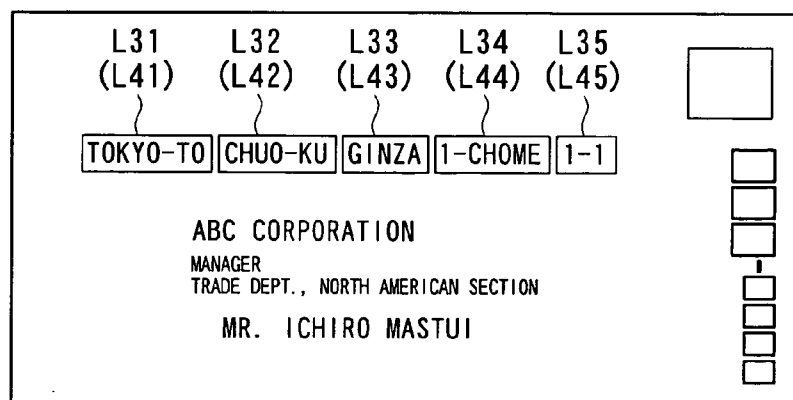 L31 L32 L33 L34 L35
(L41) (L42) (L43) (L44) (L45)
TOKYO-TO CHUO-KU GINZA 1-CHOME 1-1
ABC CORPORATION
MANAGER
TRADE DEPT., NORTH AMERICAN SECTION
MR. ICHIRO MASTUI